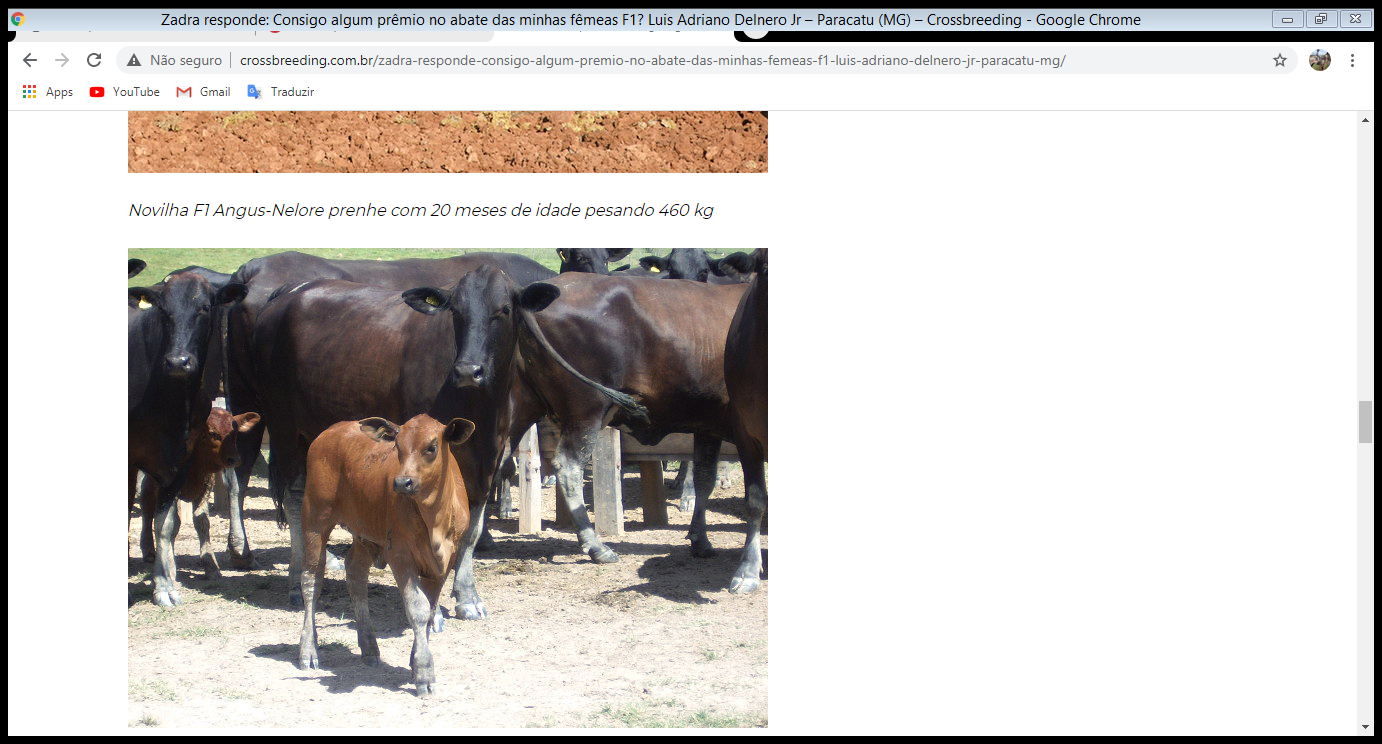 Zadra responde: Consigo algum prêmio no abate das minhas fêmeas F1? Luis Adriano Delnero Jr – Paracatu (MG) – Crossbreeding - Google Chrome
Não seguro
crossbreeding.com.br/zadra-responde-consigo-algum-premio-no-abate-das-minhas-femeas-f1-luis-adriano-delnero-jr-paracatu-mg/
Apps YouTube Gmail Traduzir
Novilha F1 Angus-Nelore prenhe com 20 meses de idade pesando 460 kg